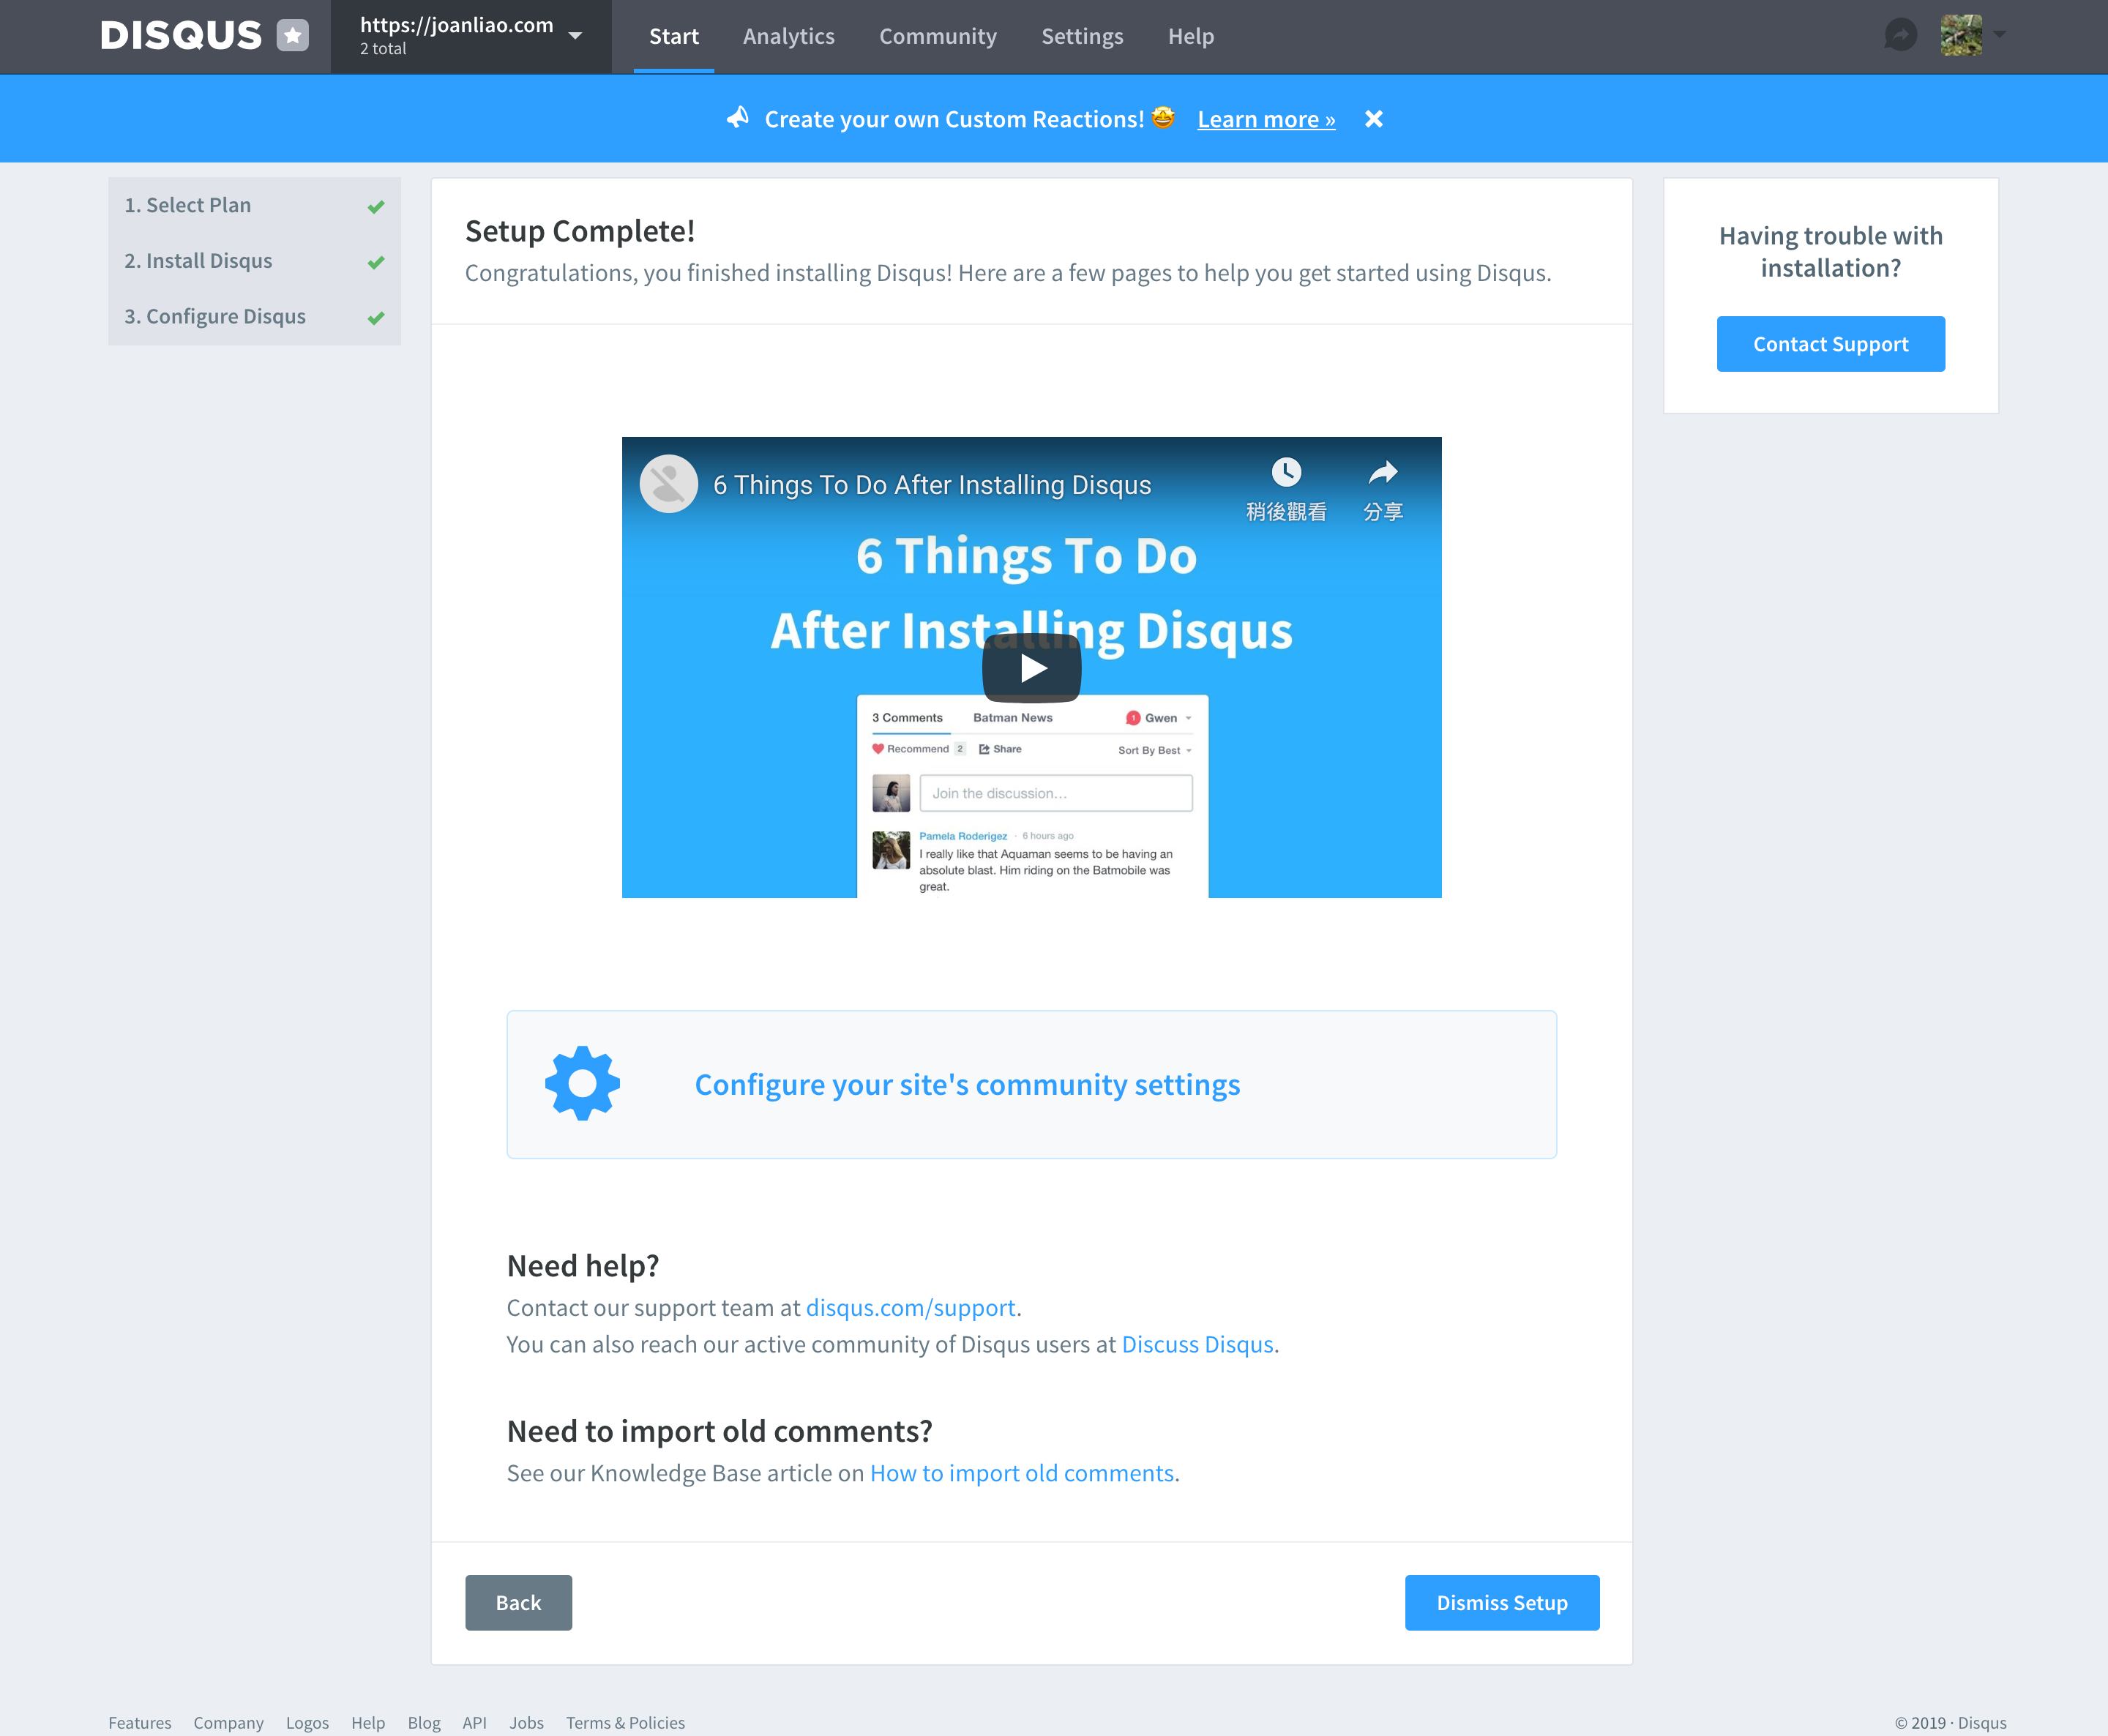 DISQUS
https://joanliao.com
2 total
Start
Analytics
Community
Settings
Help
Create your own Custom Reactions! 🤩 Learn more » ✕
1. Select Plan
2. Install Disqus
3. Configure Disqus
Setup Complete!
Congratulations, you finished installing Disqus! Here are a few pages to help you get started using Disqus.
6 Things To Do After Installing Disqus
稍後觀看
分享
6 Things To Do
After Installing Disqus
3 Comments
Batman News
1 Gwen
Recommend 2
Share
Sort By Best
Join the discussion...
Pamela Roderigez · 6 hours ago
I really like that Aquaman seems to be having an
absolute blast. Him riding on the Batmobile was
great.
Configure your site's community settings
Need help?
Contact our support team at disqus.com/support.
You can also reach our active community of Disqus users at Discuss Disqus.
Need to import old comments?
See our Knowledge Base article on How to import old comments.
Back
Dismiss Setup
Having trouble with
installation?
Contact Support
Features
Company
Logos
Help
Blog
API
Jobs
Terms & Policies
© 2019 · Disqus